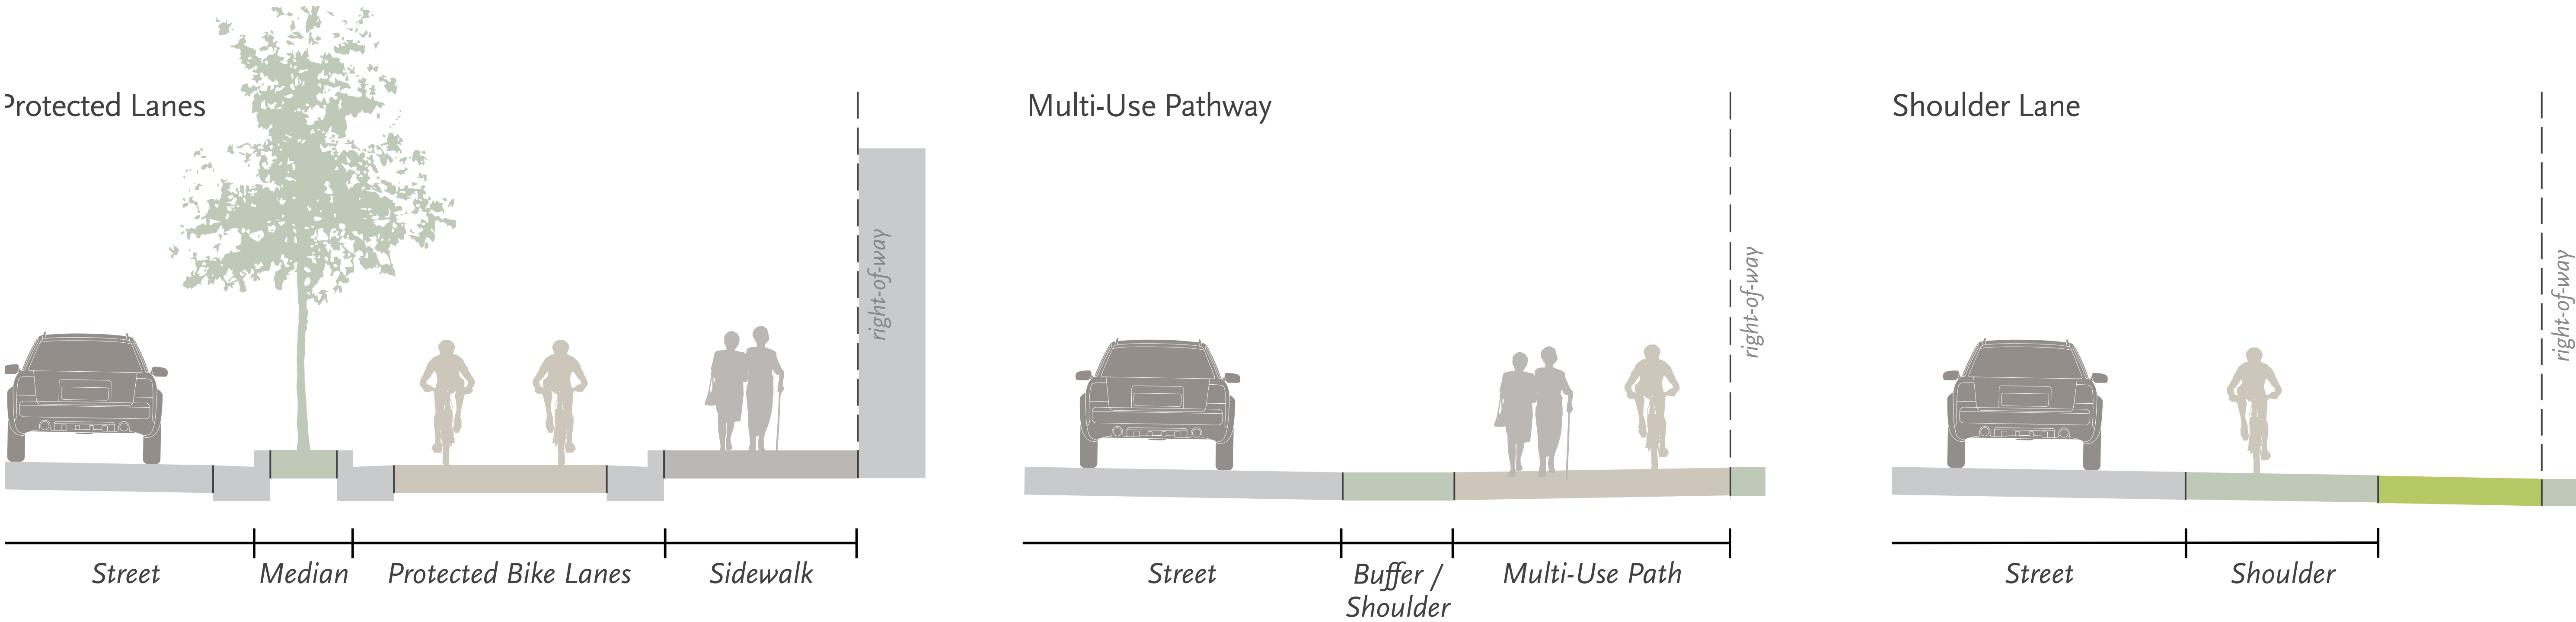 Protected Lanes
right-of-way
Street
Median
Protected Bike Lanes
Sidewalk
Multi-Use Pathway
right-of-way
Street
Buffer /
Shoulder
Multi-Use Path
Shoulder Lane
right-of-way
Street
Shoulder